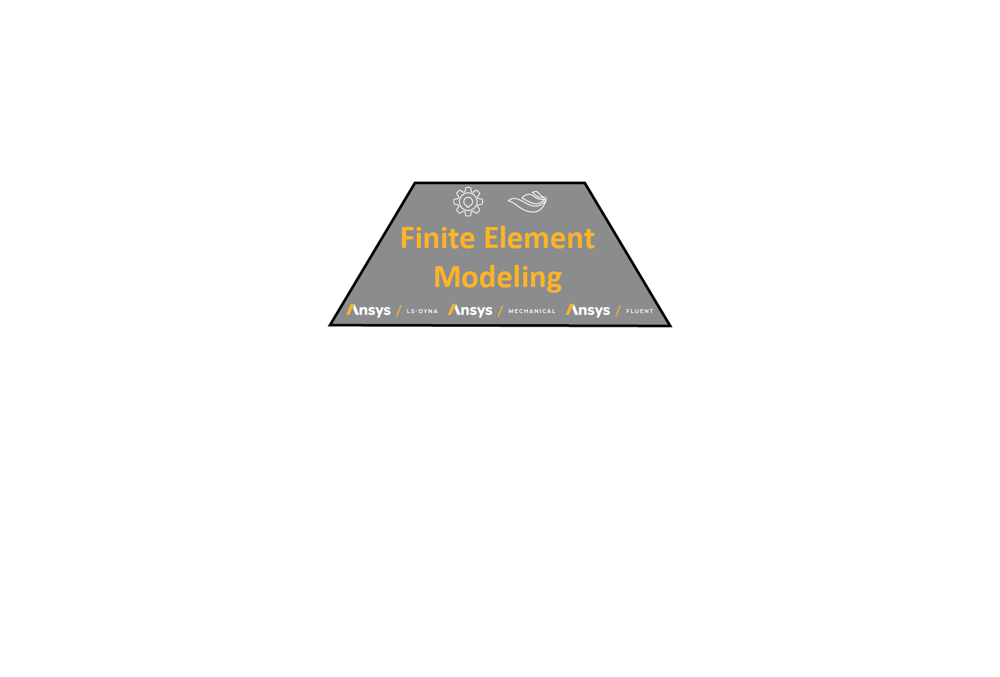 Finite Element
Modeling
Ansys / LS-DYNA Ansys / MECHANICAL Ansys / FLUENT